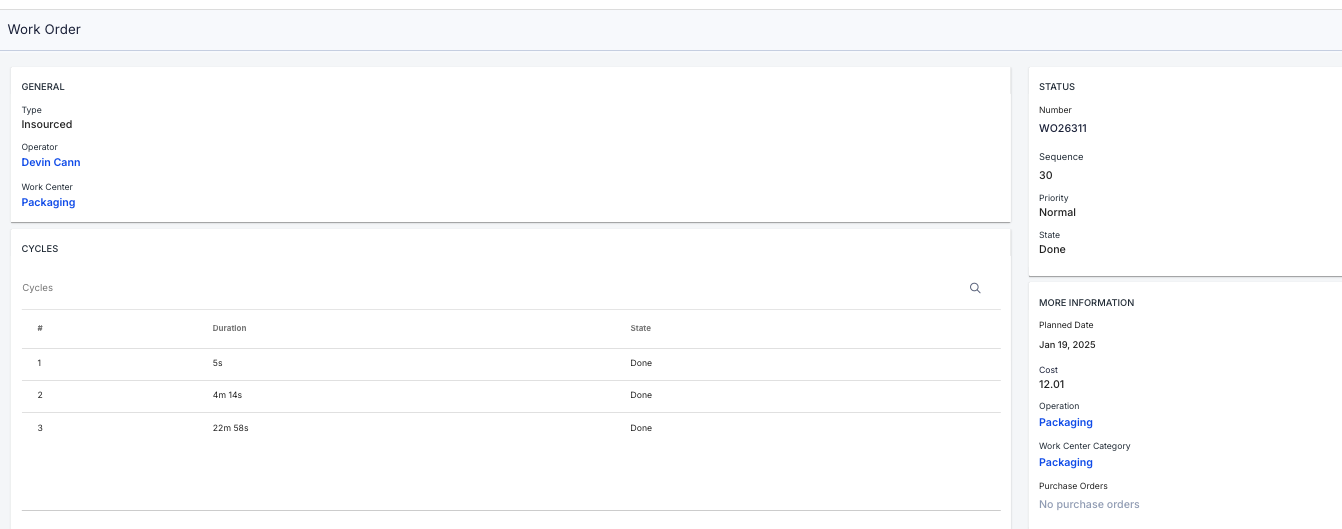 Work Order
GENERAL
Type
Insourced
Operator
Devin Cann
Work Center
Packaging
CYCLES
Cycles
# Duration State
1 5s Done
2 4m 14s Done
3 22m 58s Done
STATUS
Number
WO26311
Sequence
30
Priority
Normal
State
Done
MORE INFORMATION
Planned Date
Jan 19, 2025
Cost
12.01
Operation
Packaging
Work Center Category
Packaging
Purchase Orders
No purchase orders